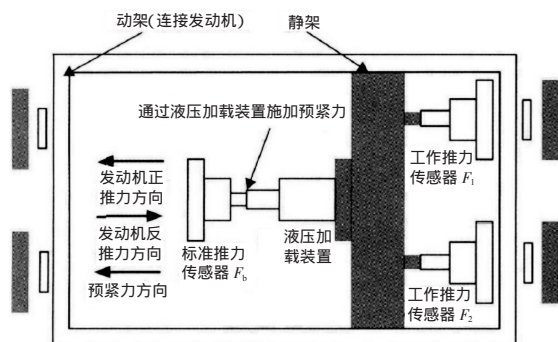 动架(连接发动机)
静架
通过液压加载装置施加预紧力
发动机正
推力方向
发动机反
推力方向
预紧力方向
标准推力
传感器 Fb
液压加
载装置
工作推力
传感器 F1
工作推力
传感器 F2